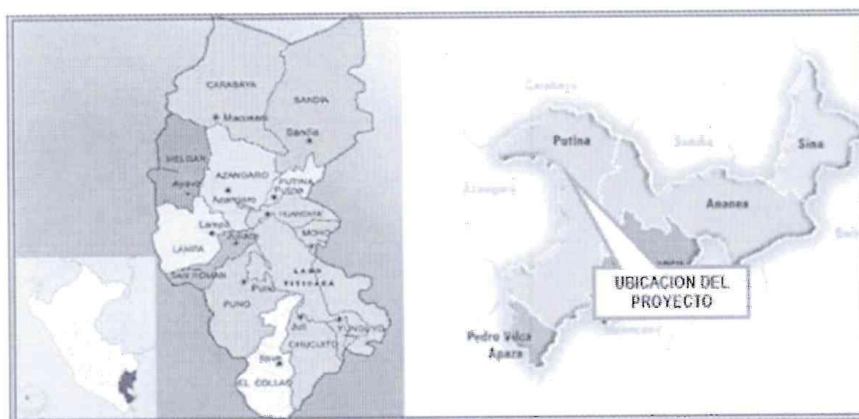 CARABAYA
SANDIA
Macusani
Sandia
MELGAR
Ayaviri
AZANGARO
Azangaro
PUTINA
Putina
HUANCANE
Lampa
LAMPA
Juliaca
MOHO
SAN ROMAN
LAGO
TITICACA
Puno
PUNO
Juli
YUNGUYO
CHUCUITO
Ilave
EL COLLAO
Carabaya
Putina
Sandia
Sina
Azangaro
Ananea
UBICACION DEL
PROYECTO
Pedro Vilca
Apaza
Huancané